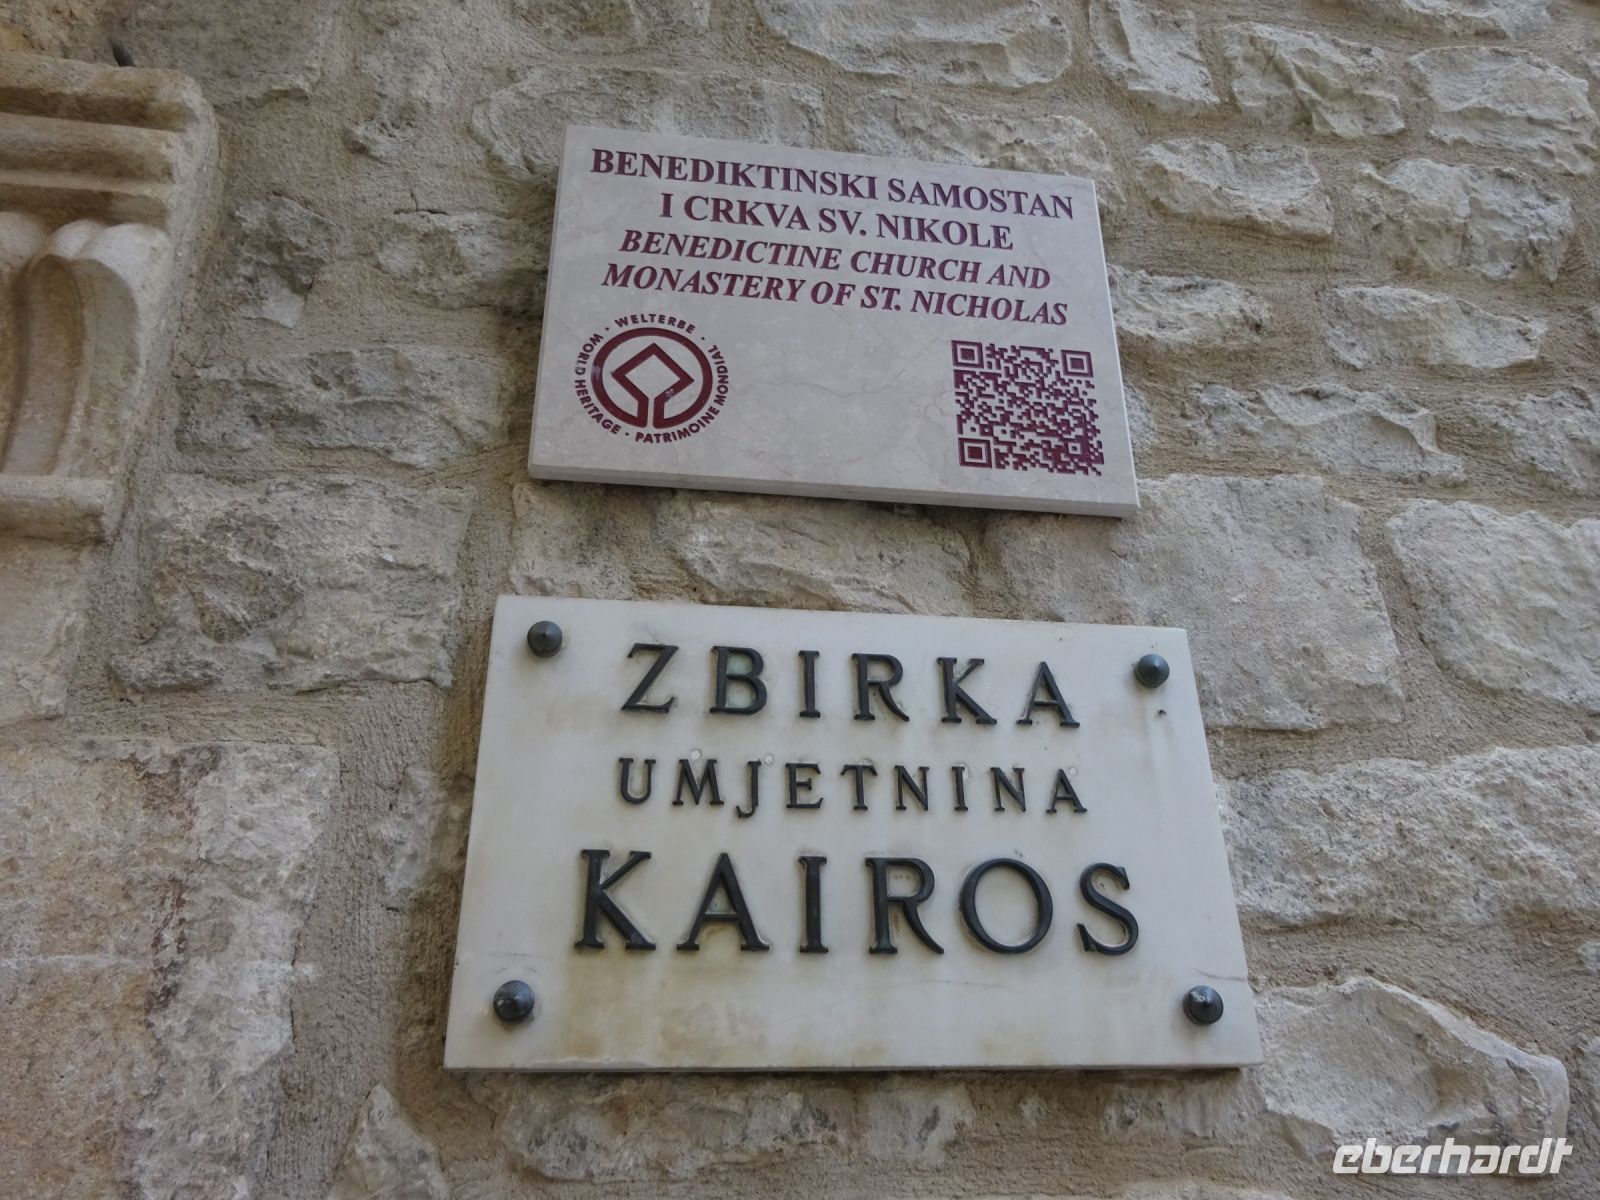 BENEDIKTINSKI SAMOSTAN
I CRKVA SV. NIKOLE
BENEDICTINE CHURCH AND
MONASTERY OF ST. NICHOLAS
· WELTERBE · WORLD HERITAGE · PATRIMOINE MONDIAL
ZBIRKA
UMJETNINA
KAIROS
eberhardt